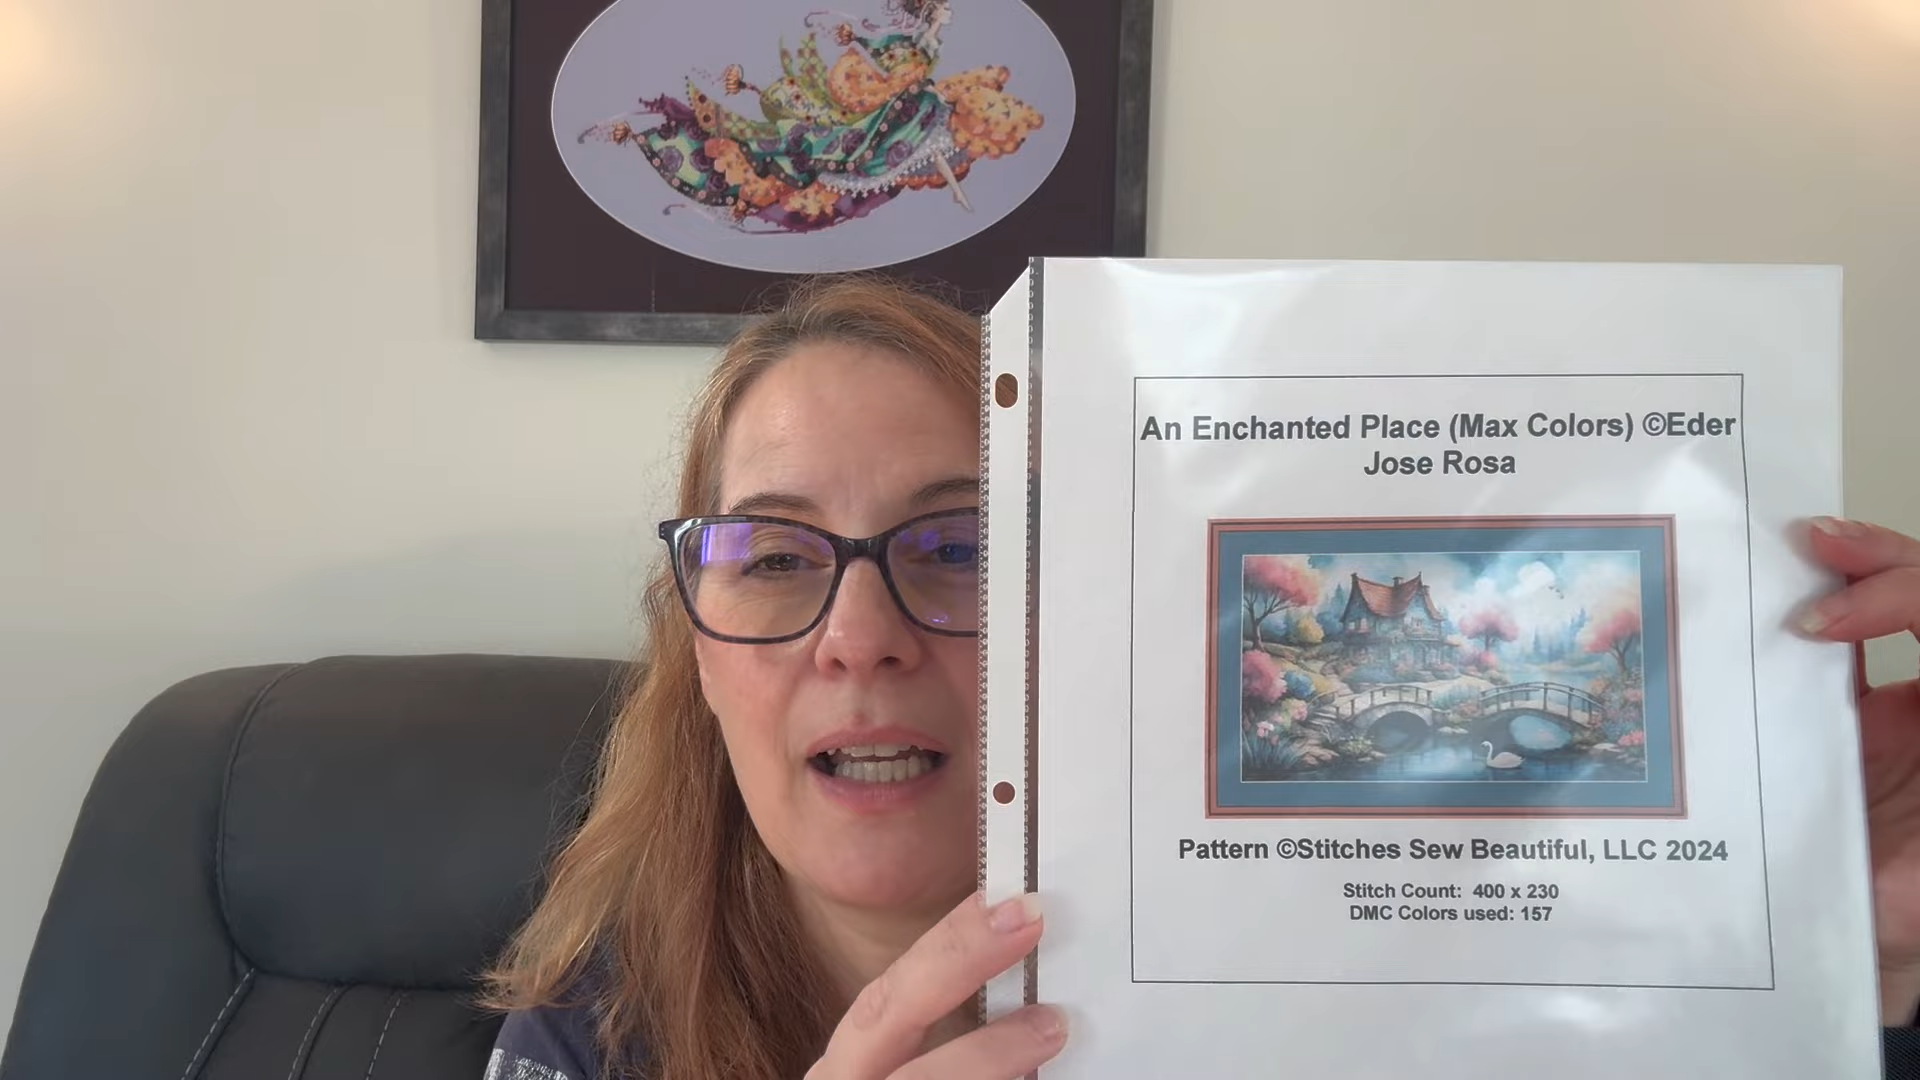 An Enchanted Place (Max Colors) ©Eder
Jose Rosa
Pattern ©Stitches Sew Beautiful, LLC 2024
Stitch Count: 400 x 230
DMC Colors used: 157